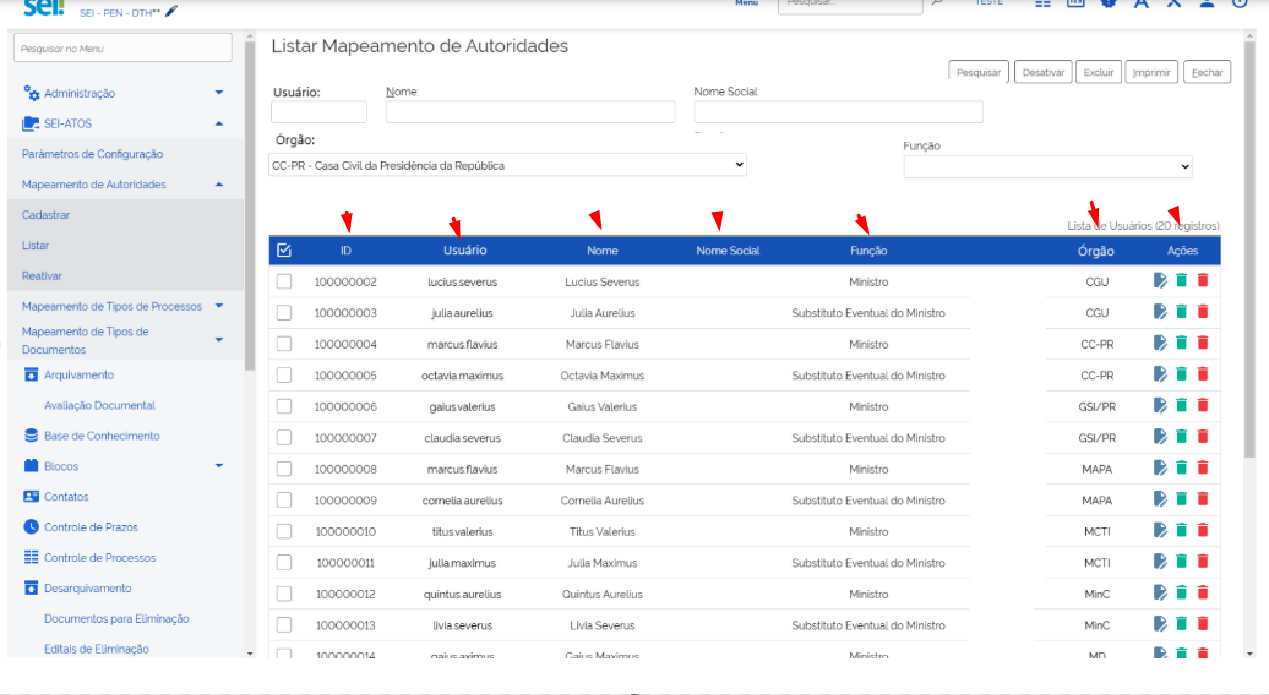 sei!
SEI - PEN - DTH**
Menu
Pesquisar...
TESTE
Pesquisar no Menu
Administração
SEI-ATOS
Parâmetros de Configuração
Mapeamento de Autoridades
Cadastrar
Listar
Reativar
Mapeamento de Tipos de Processos
Mapeamento de Tipos de
Documentos
Arquivamento
Avaliação Documental
Base de Conhecimento
Blocos
Contatos
Controle de Prazos
Controle de Processos
Desarquivamento
Documentos para Eliminação
Editais de Eliminação
Listar Mapeamento de Autoridades
Pesquisar Desativar Excluir Imprimir Fechar
Usuário: Nome: Nome Social:
Órgão: Função
CC-PR - Casa Civil da Presidência da República
Lista de Usuários (20 registros):
ID Usuário Nome Nome Social Função Órgão Ações
100000002 lucius.severus Lucius Severus Ministro CGU
100000003 julia.aurelius Julia Aurelius Substituto Eventual do Ministro CGU
100000004 marcus.flavius Marcus Flavius Ministro CC-PR
100000005 octavia.maximus Octavia Maximus Substituto Eventual do Ministro CC-PR
100000006 gaius.valerius Gaius Valerius Ministro GSI/PR
100000007 claudia.severus Claudia Severus Substituto Eventual do Ministro GSI/PR
100000008 marcus.flavius Marcus Flavius Ministro MAPA
100000009 cornelia.aurelius Cornelia Aurelius Substituto Eventual do Ministro MAPA
100000010 titus.valerius Titus Valerius Ministro MCTI
100000011 julia.maximus Julia Maximus Substituto Eventual do Ministro MCTI
100000012 quintus.aurelius Quintus Aurelius Ministro MinC
100000013 livia.severus Livia Severus Substituto Eventual do Ministro MinC
100000014 Gaius Maximus Ministro MD